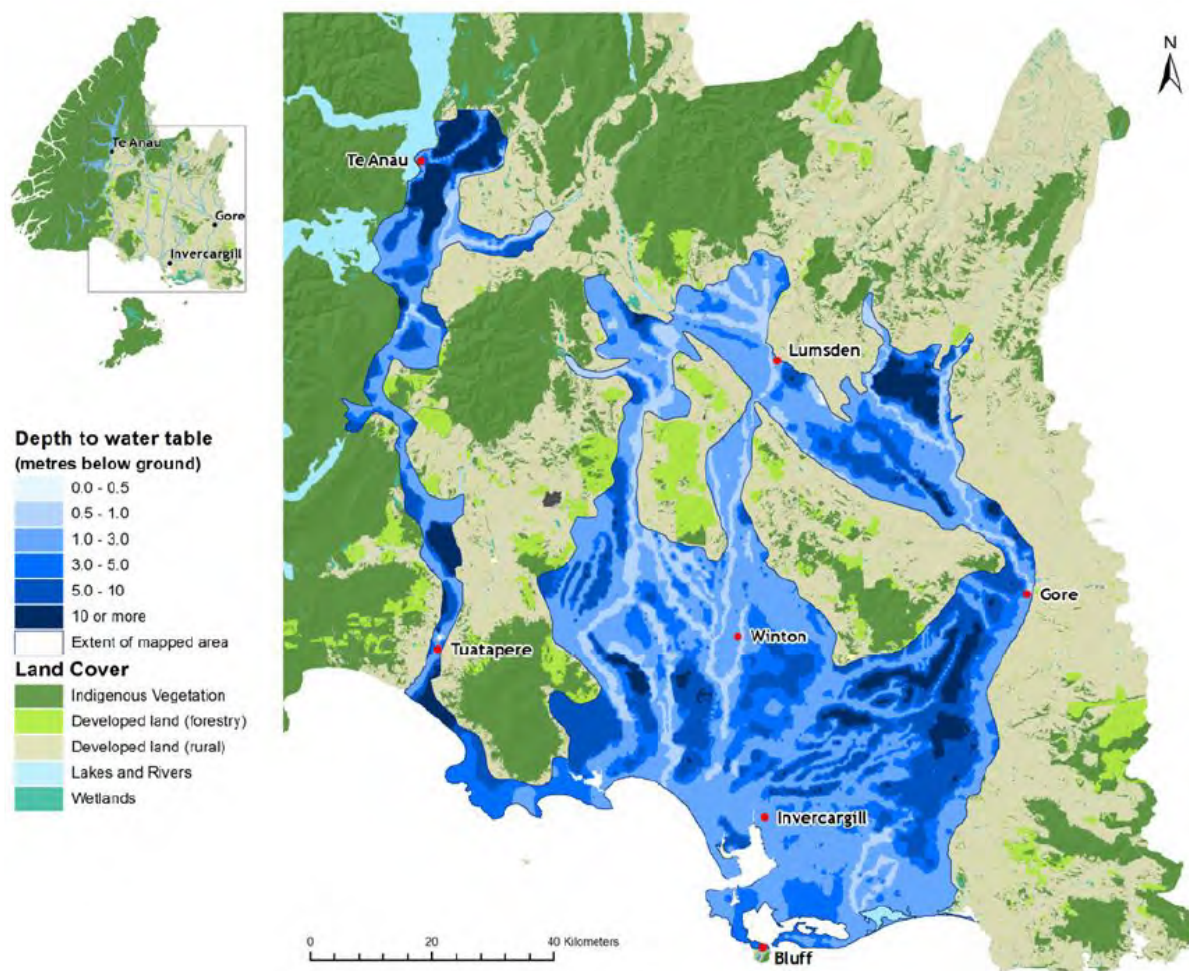 Te Anau
Gore
Invercargill
N
Te Anau
Lumsden
Gore
Winton
Tuatapere
Invercargill
Bluff
Depth to water table
(metres below ground)
0.0 - 0.5
0.5 - 1.0
1.0 - 3.0
3.0 - 5.0
5.0 - 10
10 or more
Extent of mapped area
Land Cover
Indigenous Vegetation
Developed land (forestry)
Developed land (rural)
Lakes and Rivers
Wetlands
0 20 40 Kilometers